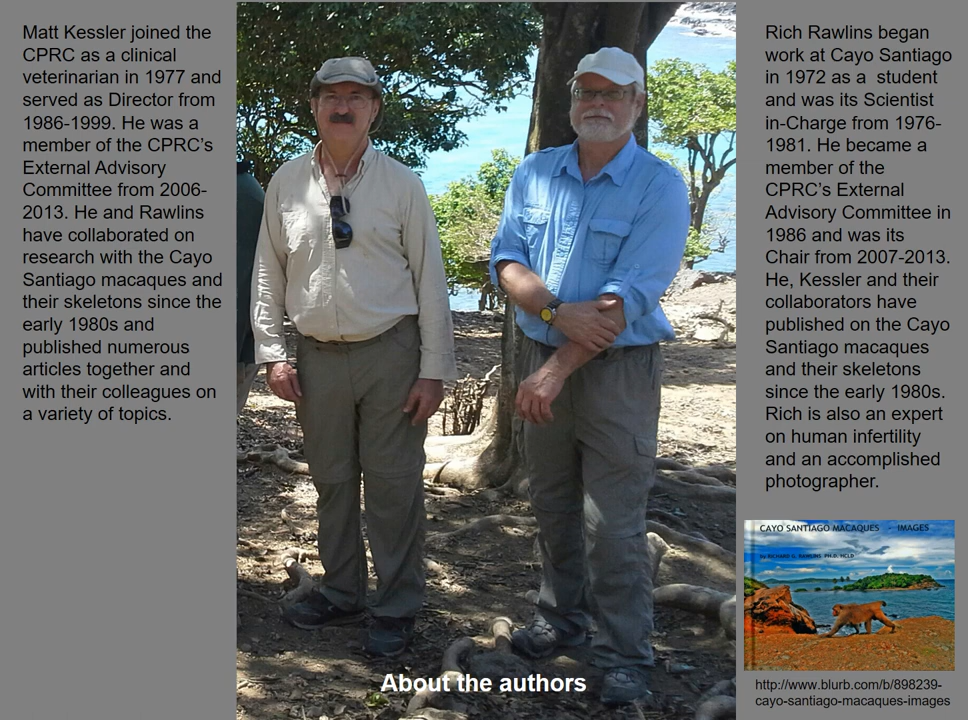 Matt Kessler joined the
CPRC as a clinical
veterinarian in 1977 and
served as Director from
1986-1999. He was a
member of the CPRC's
External Advisory
Committee from 2006-
2013. He and Rawlins
have collaborated on
research with the Cayo
Santiago macaques and
their skeletons since the
early 1980s and
published numerous
articles together and
with their colleagues on
a variety of topics.
Rich Rawlins began
work at Cayo Santiago
in 1972 as a  student
and was its Scientist
in-Charge from 1976-
1981. He became a
member of the
CPRC's External
Advisory Committee in
1986 and was its
Chair from 2007-2013.
He, Kessler and their
collaborators have
published on the Cayo
Santiago macaques
and their skeletons
since the early 1980s.
Rich is also an expert
on human infertility
and an accomplished
photographer.
CAYO SANTIAGO MACAQUES - IMAGES
by RICHARD G. RAWLINS PH.D. HCLD
http://www.blurb.com/b/898239-
cayo-santiago-macaques-images
About the authors